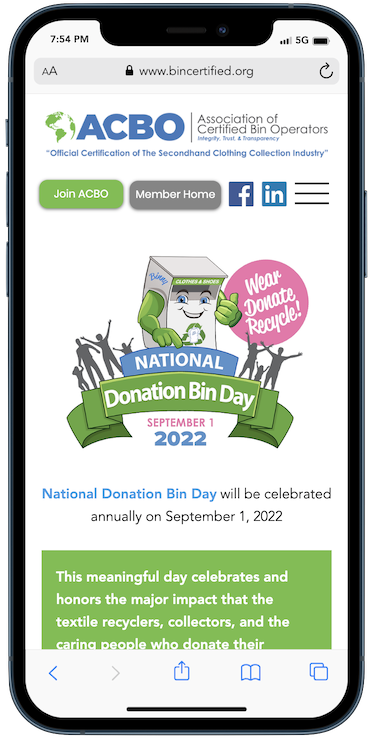 7:54 PM
5G
AA
www.bincertified.org
ACBO
Association of
Certified Bin Operators
Integrity, Trust, & Transparency
"Official Certification of The Secondhand Clothing Collection Industry"
Join ACBO
Member Home
f
in
Binny
CLOTHES & SHOES
Wear
Donate
Recycle!
NATIONAL
Donation Bin Day
SEPTEMBER 1
2022
National Donation Bin Day will be celebrated
annually on September 1, 2022
This meaningful day celebrates and
honors the major impact that the
textile recyclers, collectors, and the
caring people who donate their